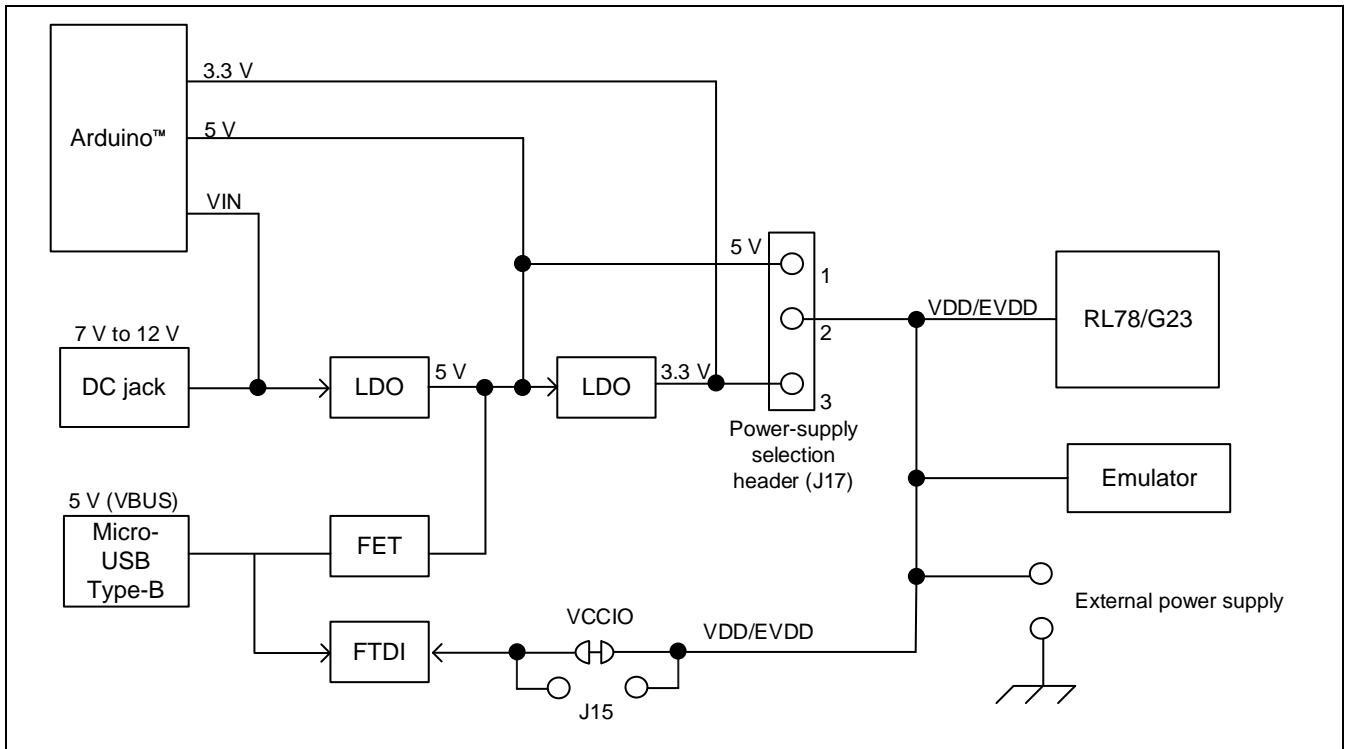 3.3 V
Arduino™
5 V
VIN
5 V
1
2
3
VDD/EVDD
RL78/G23
7 V to 12 V
DC jack
LDO
5 V
LDO
3.3 V
Power-supply
selection
header (J17)
Emulator
5 V (VBUS)
Micro-
USB
Type-B
FET
External power supply
FTDI
VCCIO
VDD/EVDD
J15